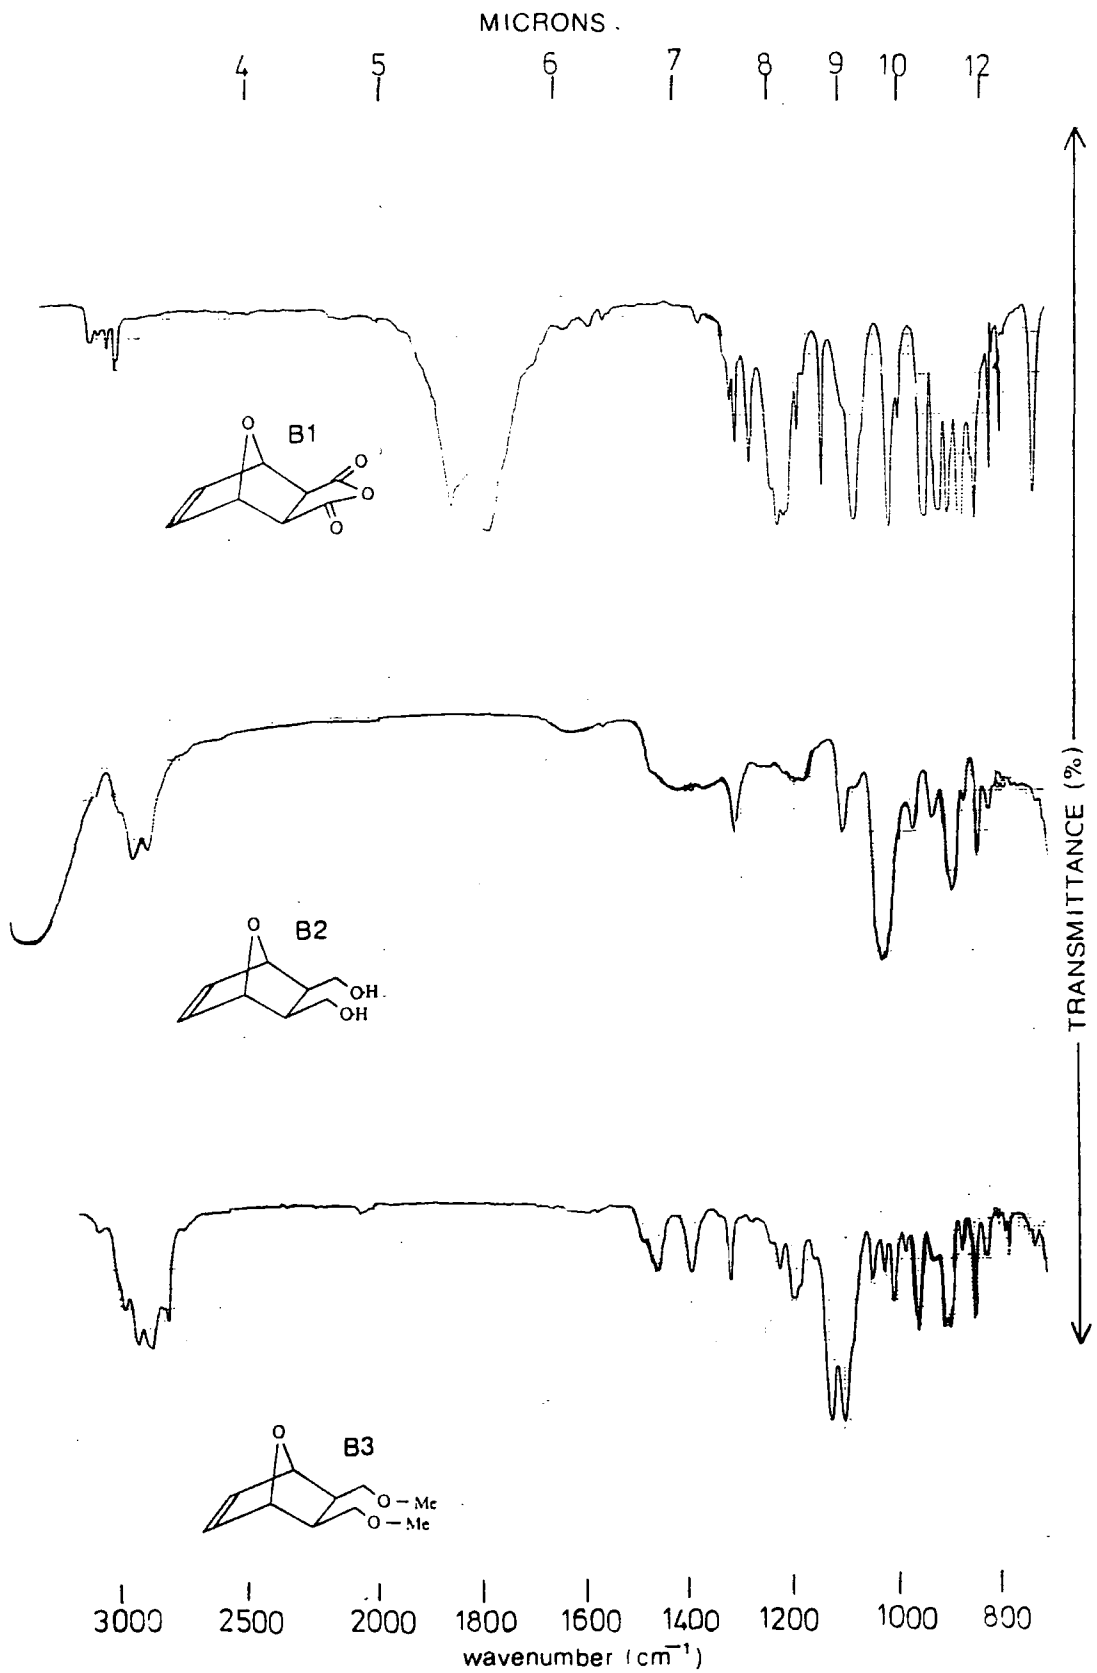 MICRONS.
4 5 6 7 8 9 10 12
O
B1
O
O
O
TRANSMITTANCE (%)
O
B2
OH
OH
O
B3
O – Me
O – Me
3000 2500 2000 1800 1600 1400 1200 1000 800
wavenumber (cm⁻¹)